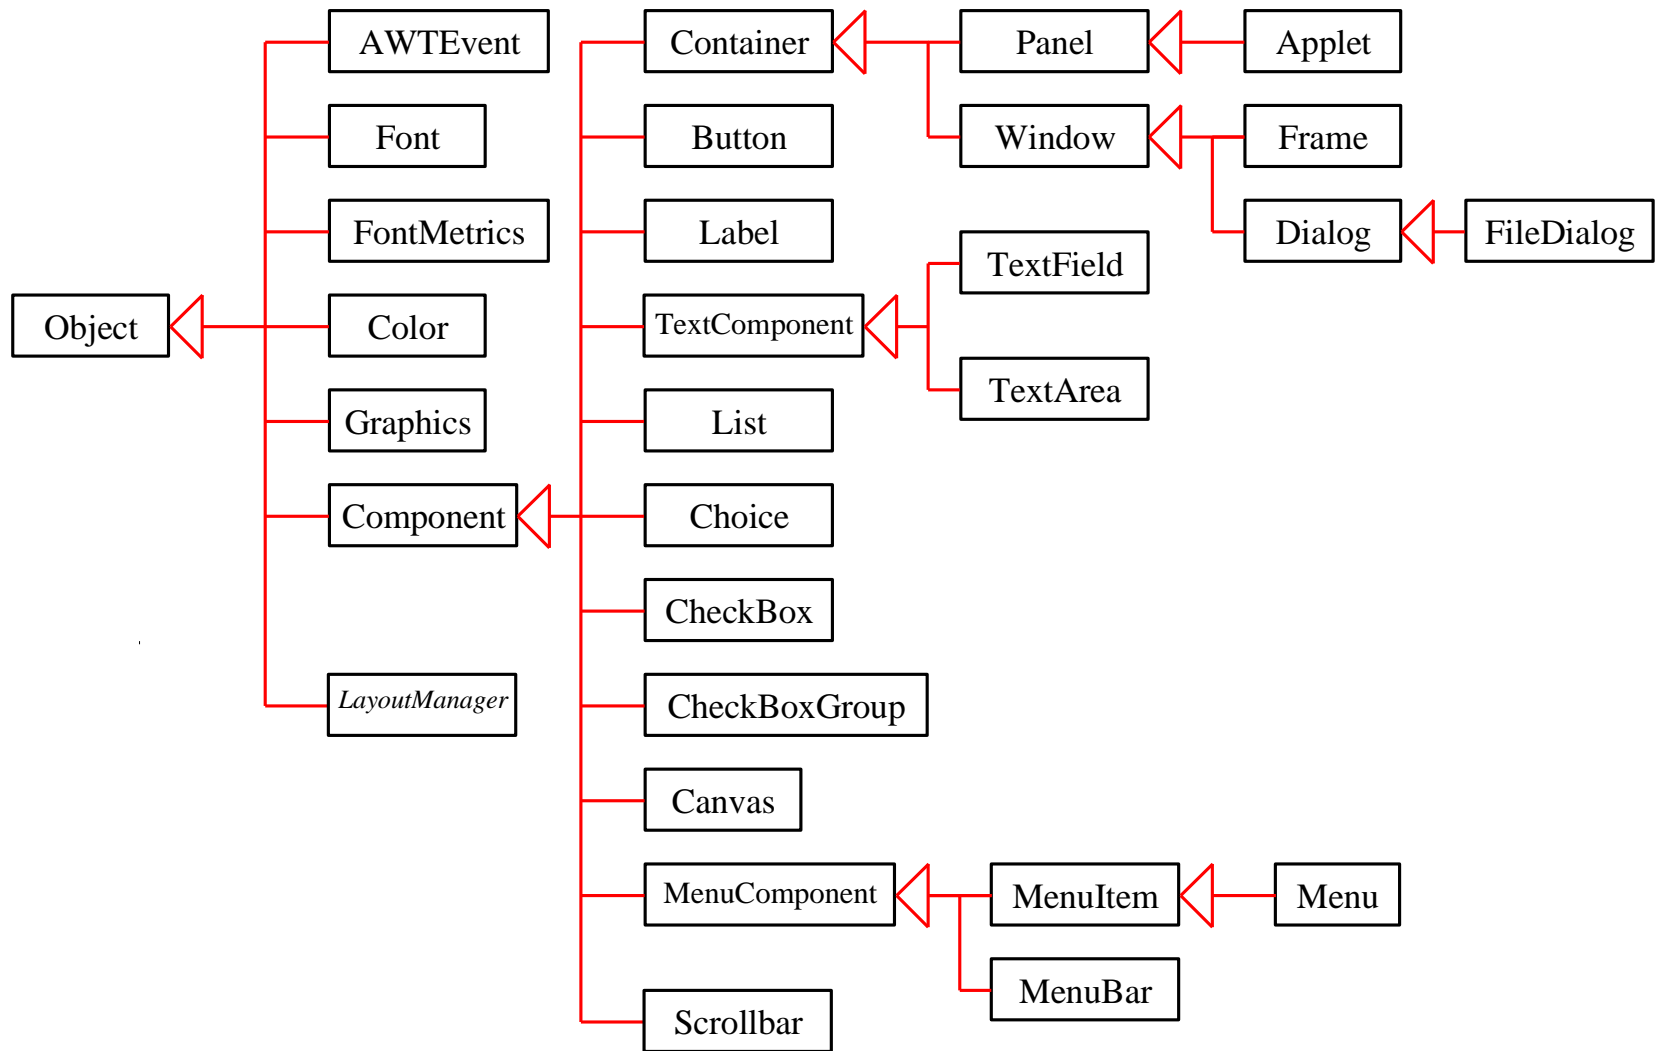 AWTEvent
Container
Panel
Applet
Font
Button
Window
Frame
FontMetrics
Label
Dialog
FileDialog
TextField
Object
Color
TextComponent
TextArea
Graphics
List
Component
Choice
CheckBox
LayoutManager
CheckBoxGroup
Canvas
MenuComponent
MenuItem
Menu
MenuBar
Scrollbar